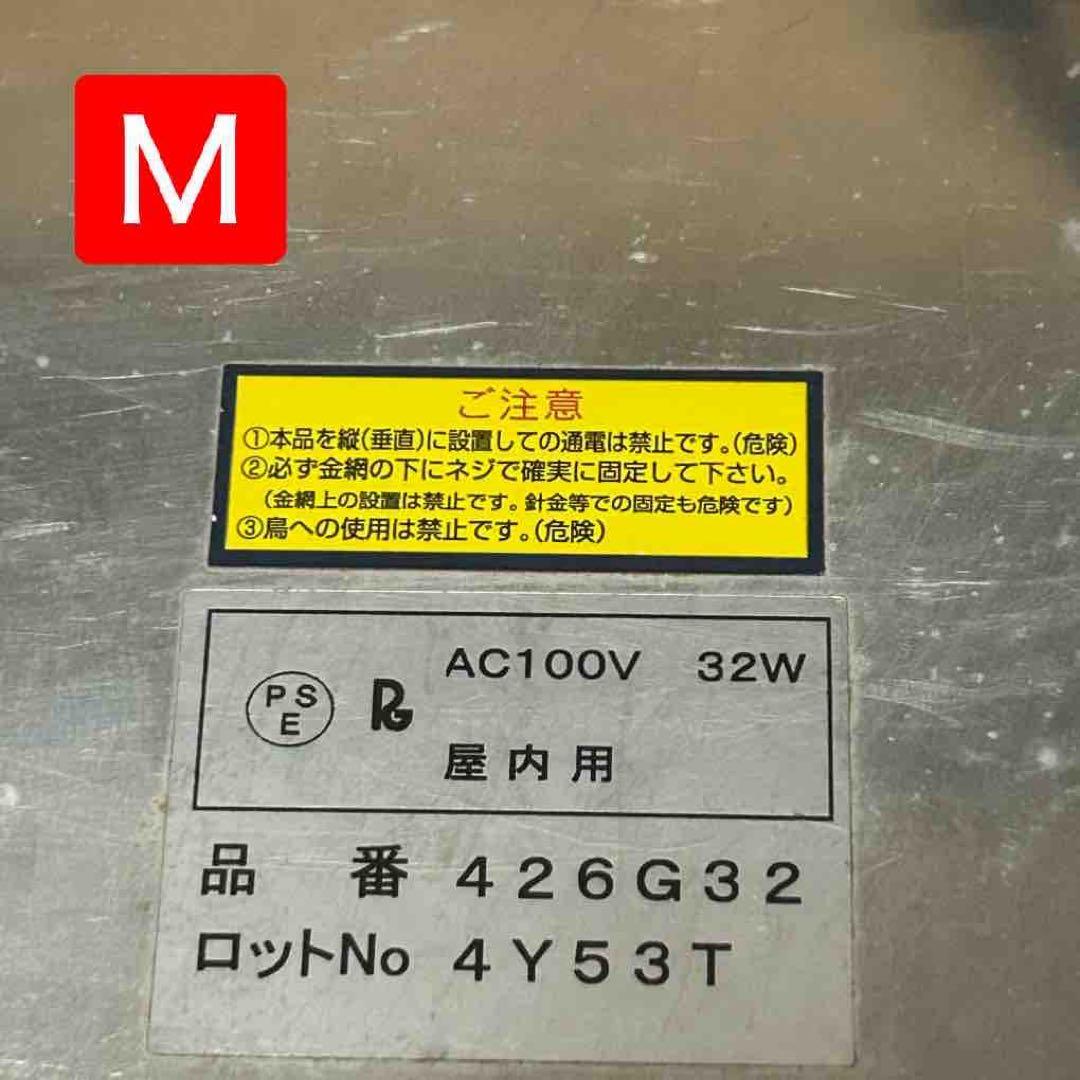 M
ご注意
①本品を縦(垂直)に設置しての通電は禁止です。(危険)
②必ず金網の下にネジで確実に固定して下さい。
(金網上の設置は禁止です。針金等での固定も危険です)
③鳥への使用は禁止です。(危険)
AC100V 32W
PS
E
屋内用
品番 426G32
ロットNo 4Y53T